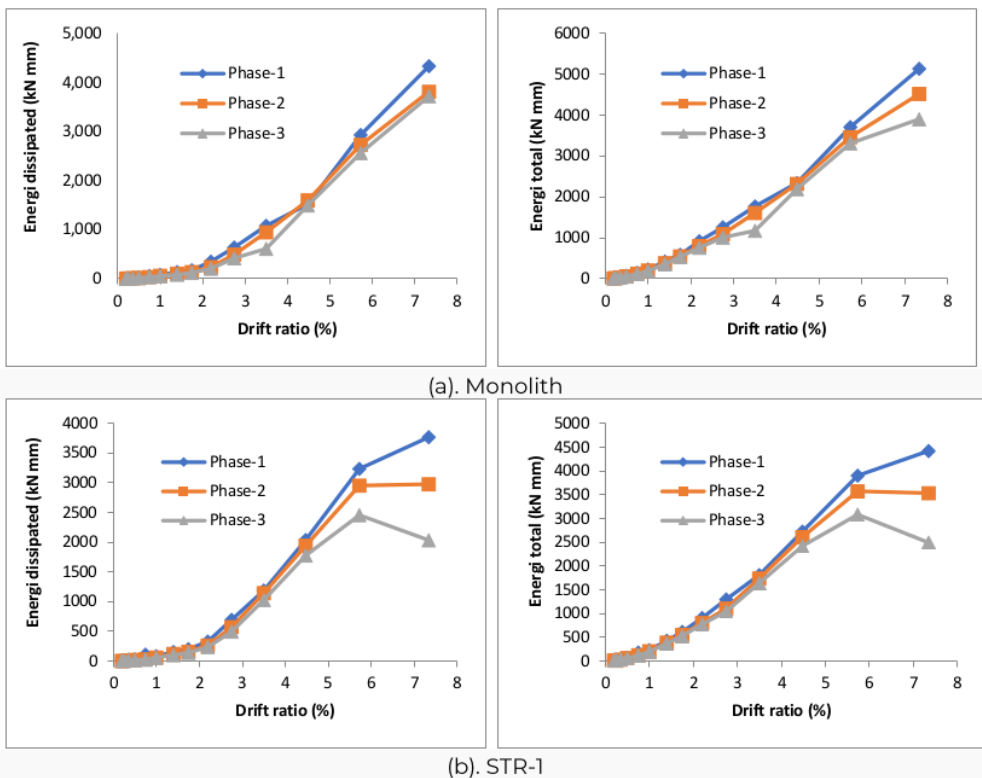 Energi dissipated (kN mm)
5,000
4,000
3,000
2,000
1,000
0
0 1 2 3 4 5 6 7 8
Drift ratio (%)
Phase-1
Phase-2
Phase-3
Energi total (kN mm)
6000
5000
4000
3000
2000
1000
0
0 1 2 3 4 5 6 7 8
Drift ratio (%)
Phase-1
Phase-2
Phase-3
(a). Monolith
Energi dissipated (kN mm)
4000
3500
3000
2500
2000
1500
1000
500
0
0 1 2 3 4 5 6 7 8
Drift ratio (%)
Phase-1
Phase-2
Phase-3
Energi total (kN mm)
5000
4500
4000
3500
3000
2500
2000
1500
1000
500
0
0 1 2 3 4 5 6 7 8
Drift ratio (%)
Phase-1
Phase-2
Phase-3
(b). STR-1